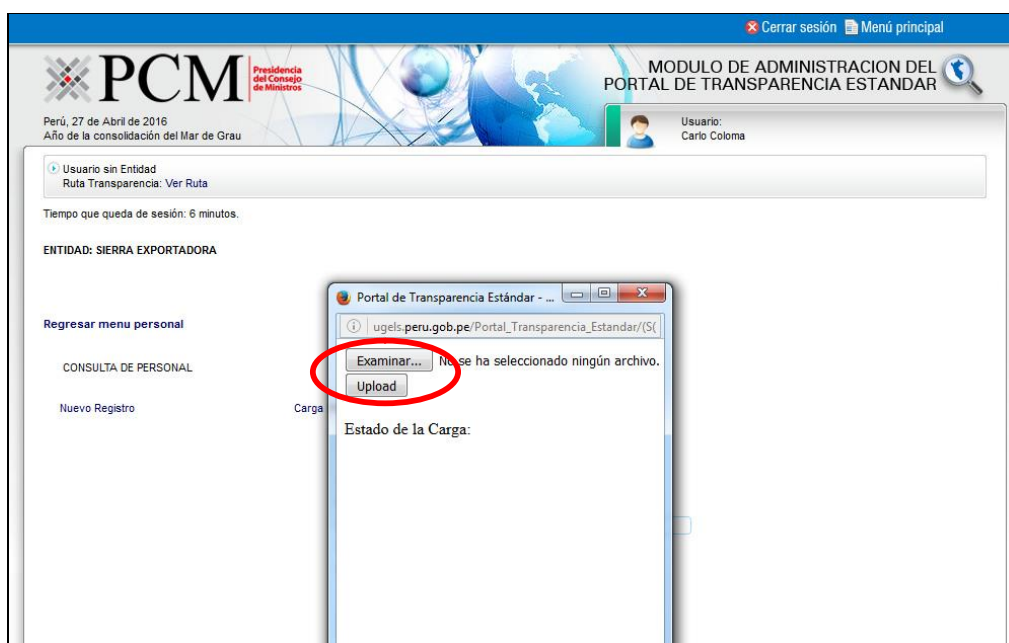 Cerrar sesión Menú principal
PCM Presidencia
del Consejo
de Ministros
MODULO DE ADMINISTRACION DEL
PORTAL DE TRANSPARENCIA ESTANDAR
Perú, 27 de Abril de 2016
Año de la consolidación del Mar de Grau
Usuario:
Carlo Coloma
Usuario sin Entidad
Ruta Transparencia: Ver Ruta
Tiempo que queda de sesión: 6 minutos.
ENTIDAD: SIERRA EXPORTADORA
Regresar menu personal
CONSULTA DE PERSONAL
Nuevo Registro
Carga
Portal de Transparencia Estándar - ...
ugels.peru.gob.pe/Portal_Transparencia_Estandar/(S(
Examinar... No se ha seleccionado ningún archivo.
Upload
Estado de la Carga: